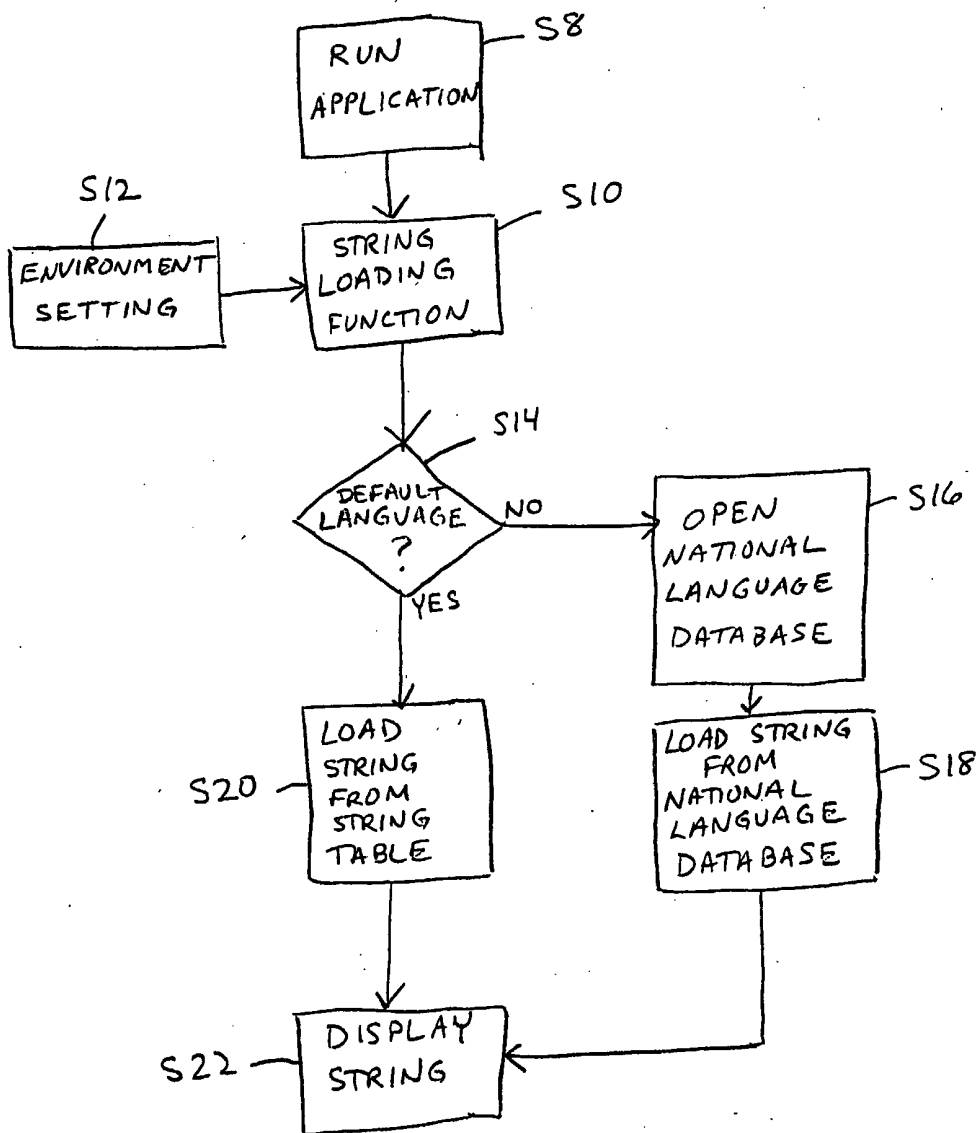 RUN
APPLICATION
S8
S12
ENVIRONMENT
SETTING
STRING
LOADING
FUNCTION
S10
DEFAULT
LANGUAGE
?
S14
NO
YES
OPEN
NATIONAL
LANGUAGE
DATABASE
S16
LOAD STRING
FROM
NATIONAL
LANGUAGE
DATABASE
S18
S20
LOAD
STRING
FROM
STRING
TABLE
S22
DISPLAY
STRING